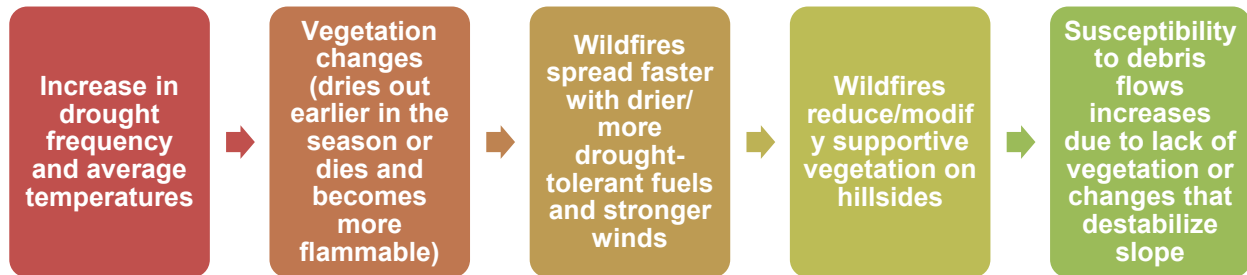 Increase in
drought
frequency
and average
temperatures
Vegetation
changes
(dries out
earlier in the
season or
dies and
becomes
more
flammable)
Wildfires
spread faster
with drier/
more
drought-
tolerant fuels
and stronger
winds
Wildfires
reduce/modif
y supportive
vegetation on
hillsides
Susceptibility
to debris
flows
increases
due to lack of
vegetation or
changes that
destabilize
slope